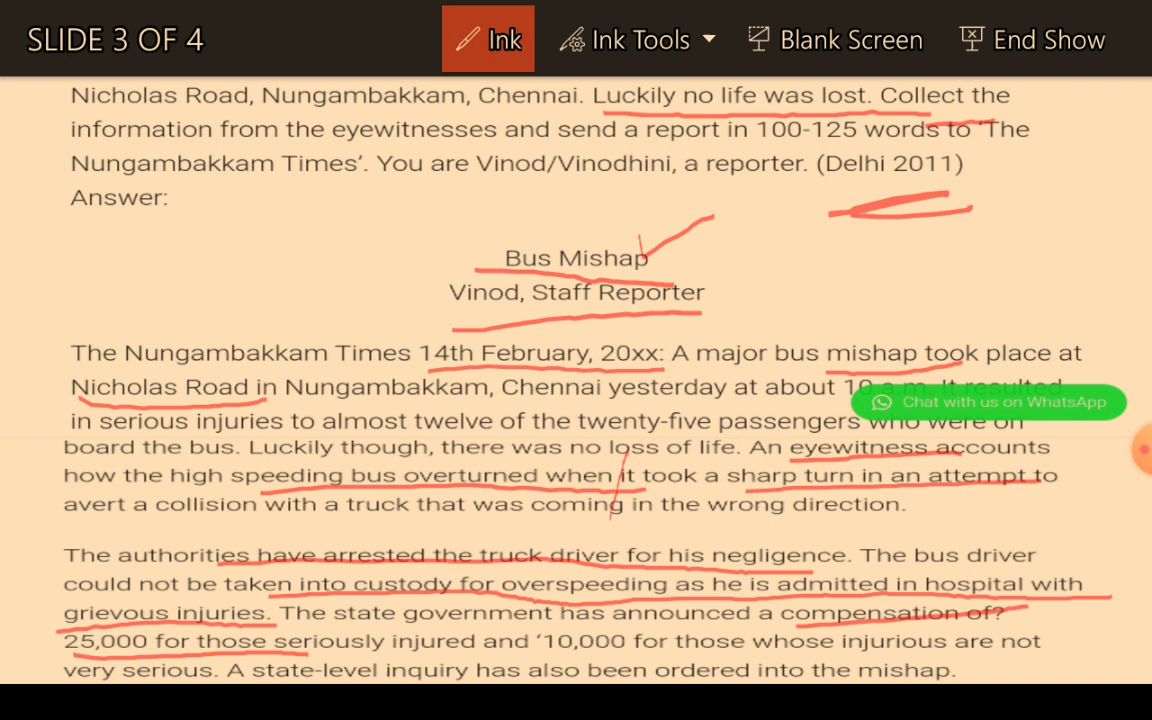 SLIDE 3 OF 4
Ink
Ink Tools
Blank Screen
End Show
Nicholas Road, Nungambakkam, Chennai. Luckily no life was lost. Collect the
information from the eyewitnesses and send a report in 100-125 words to ‘The
Nungambakkam Times’. You are Vinod/Vinodhini, a reporter. (Delhi 2011)
Answer:
Bus Mishap
Vinod, Staff Reporter
The Nungambakkam Times 14th February, 20xx: A major bus mishap took place at
Nicholas Road in Nungambakkam, Chennai yesterday at about 10 a.m. It resulted
Chat with us on WhatsApp
in serious injuries to almost twelve of the twenty-five passengers who were on
board the bus. Luckily though, there was no loss of life. An eyewitness accounts
how the high speeding bus overturned when it took a sharp turn in an attempt to
avert a collision with a truck that was coming in the wrong direction.
The authorities have arrested the truck driver for his negligence. The bus driver
could not be taken into custody for overspeeding as he is admitted in hospital with
grievous injuries. The state government has announced a compensation of?
25,000 for those seriously injured and ‘10,000 for those whose injurious are not
very serious. A state-level inquiry has also been ordered into the mishap.